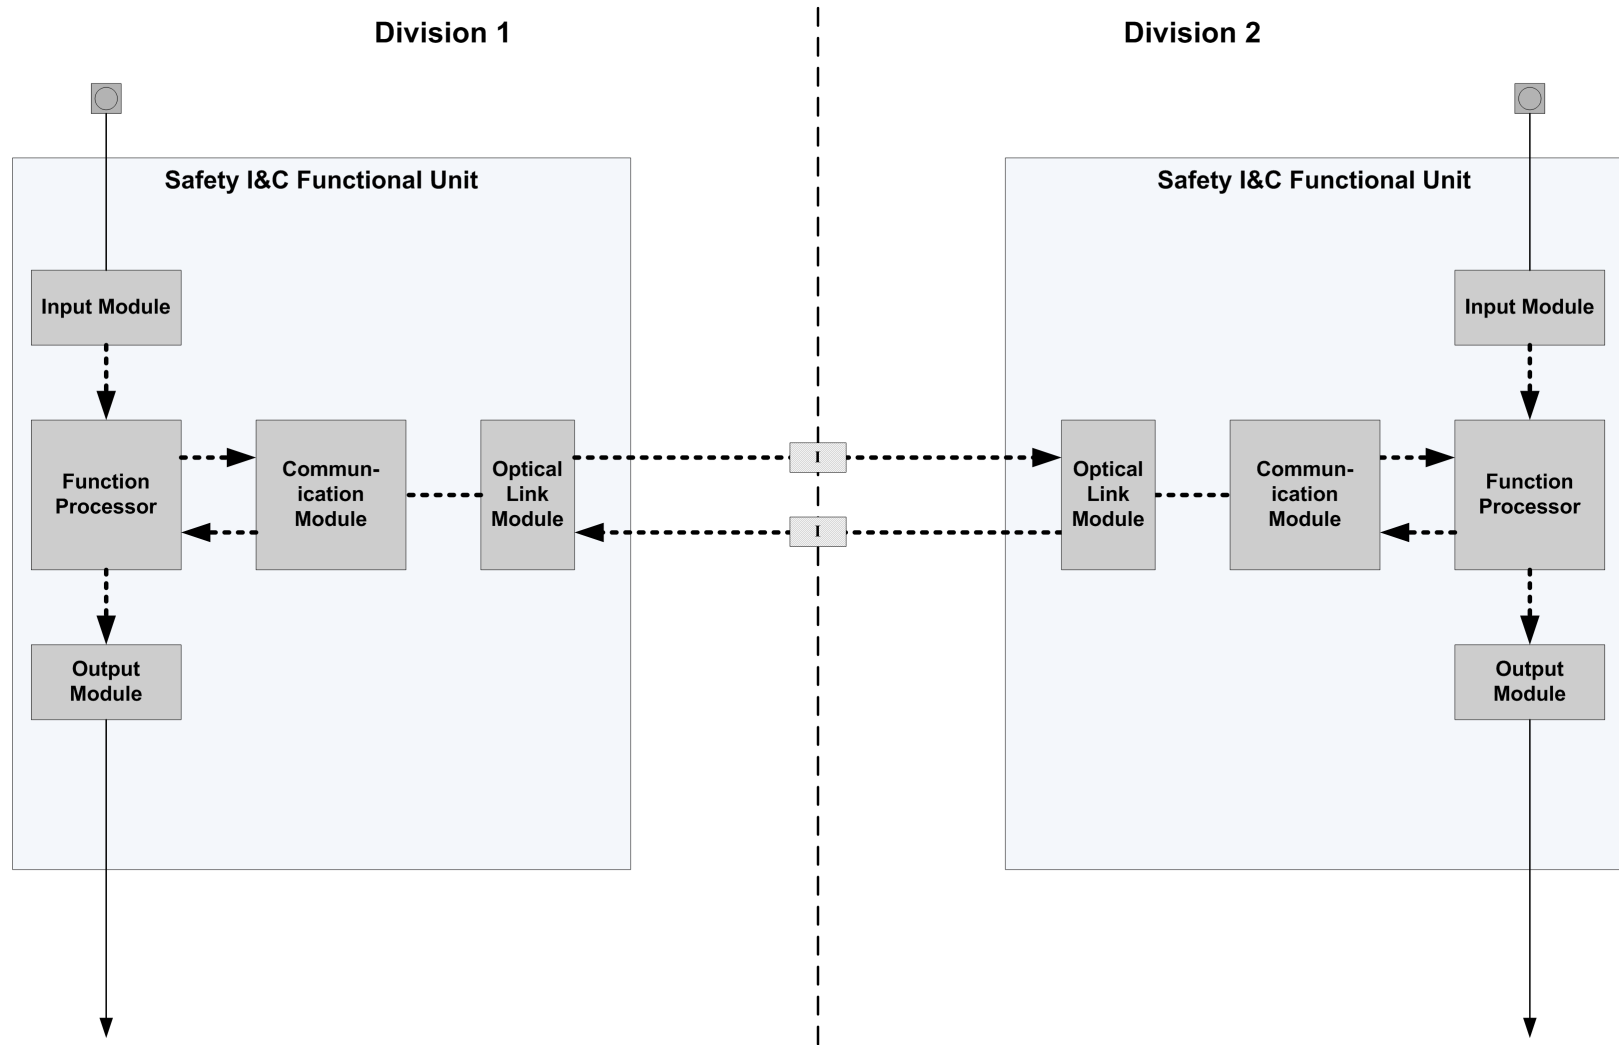 Division 1
Division 2
Safety I&C Functional Unit
Safety I&C Functional Unit
Input Module
Input Module
Function
Processor
Commun-
ication
Module
Optical
Link
Module
I
I
Optical
Link
Module
Commun-
ication
Module
Function
Processor
Output
Module
Output
Module